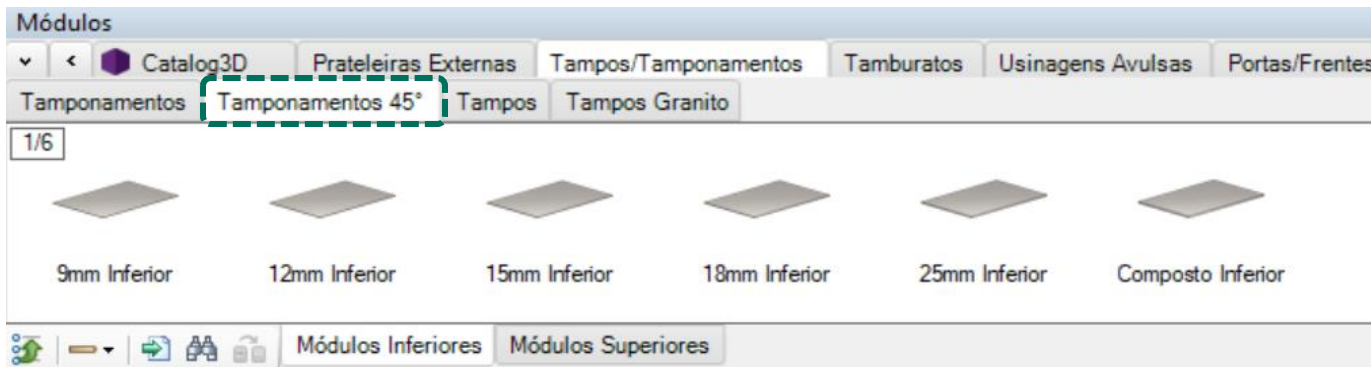 Módulos
Catalog3D Prateleiras Externas Tampos/Tamponamentos Tamburatos Usinagens Avulsas Portas/Frentes
Tamponamentos Tamponamentos 45° Tampos Tampos Granito
1/6
9mm Inferior 12mm Inferior 15mm Inferior 18mm Inferior 25mm Inferior Composto Inferior
Módulos Inferiores Módulos Superiores